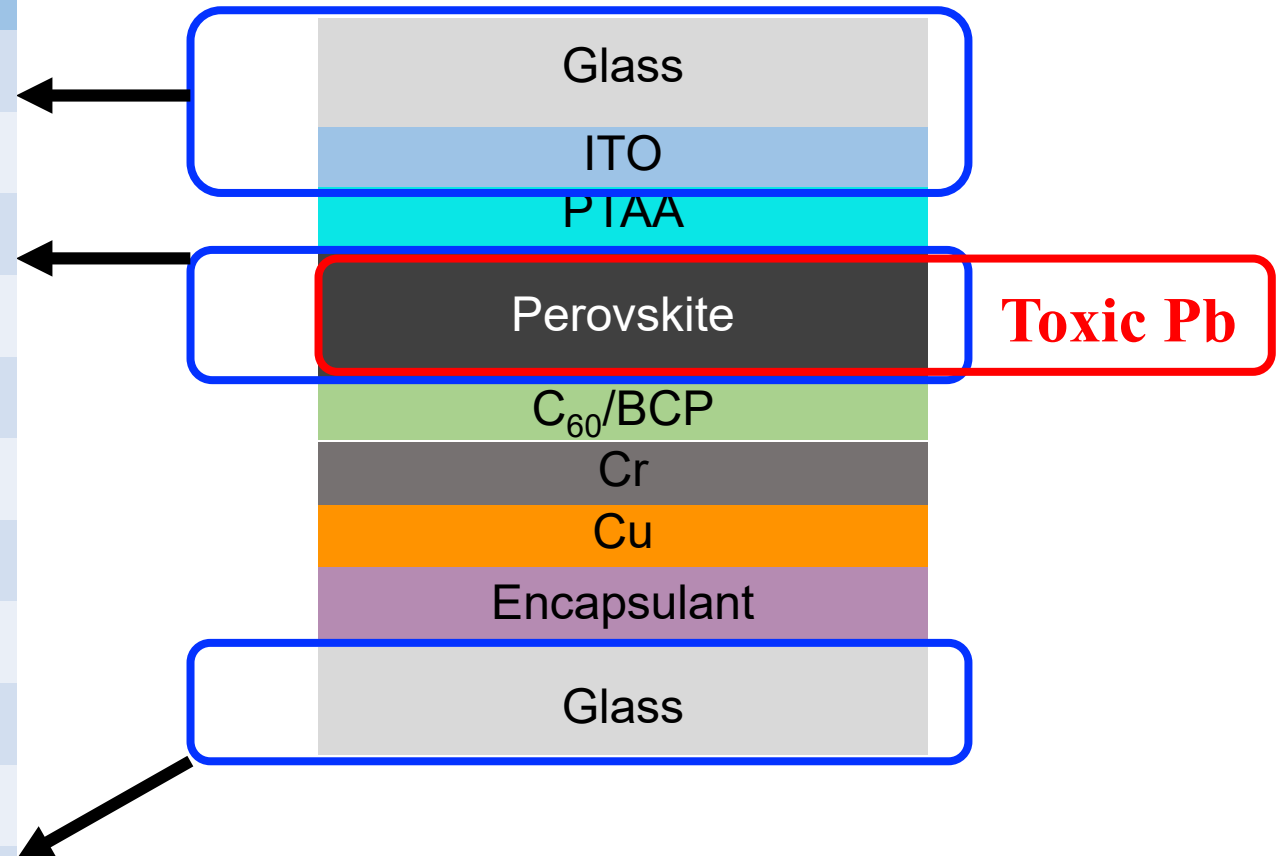 Glass
ITO
PTAA
Perovskite
Toxic Pb
C₆₀/BCP
Cr
Cu
Encapsulant
Glass